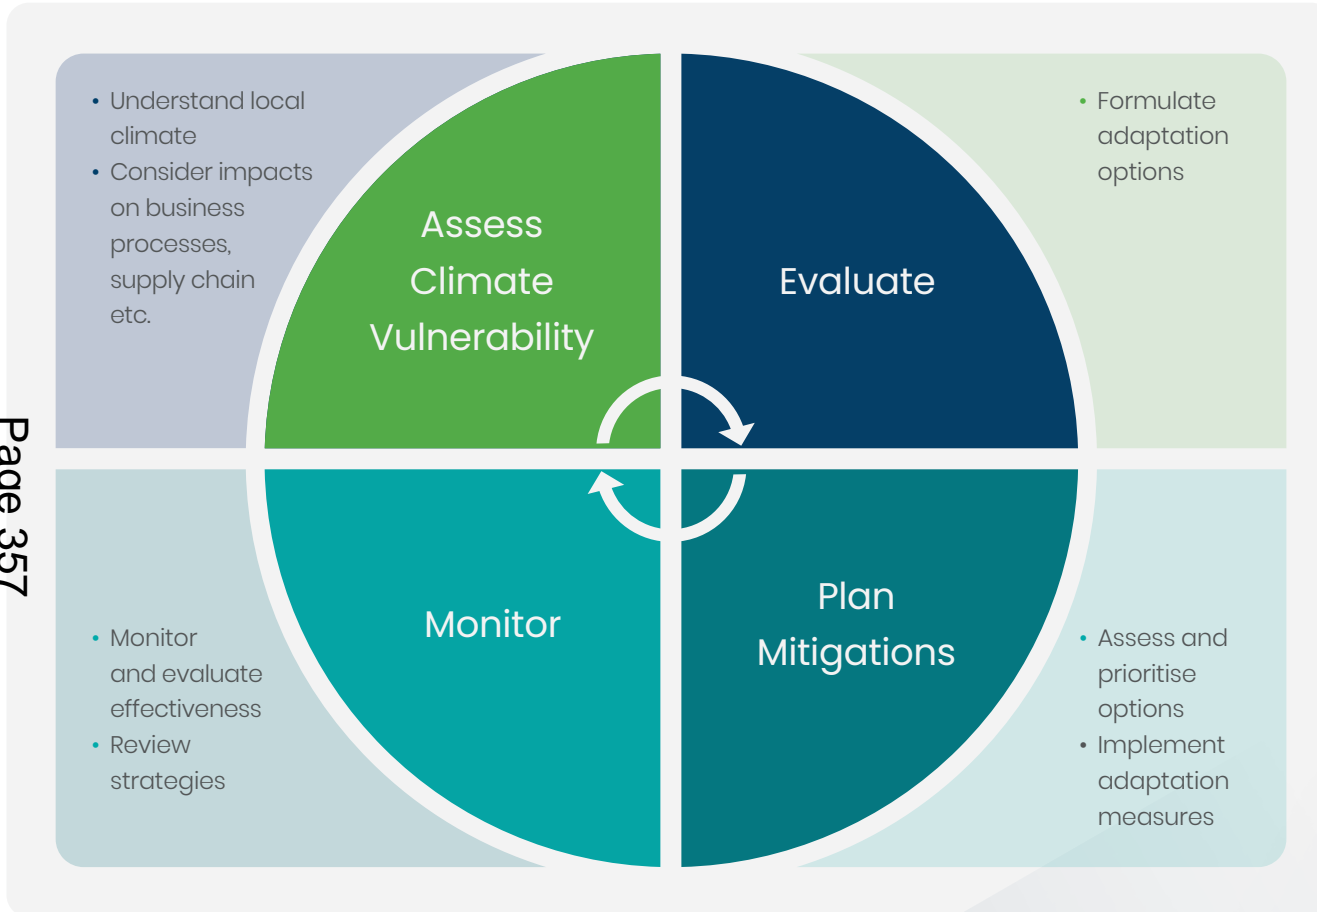 • Understand local
climate
• Consider impacts
on business
processes,
supply chain
etc.
Assess
Climate
Vulnerability
Evaluate
• Formulate
adaptation
options
Page 357
• Monitor
and evaluate
effectiveness
• Review
strategies
Monitor
Plan
Mitigations
• Assess and
prioritise
options
• Implement
adaptation
measures